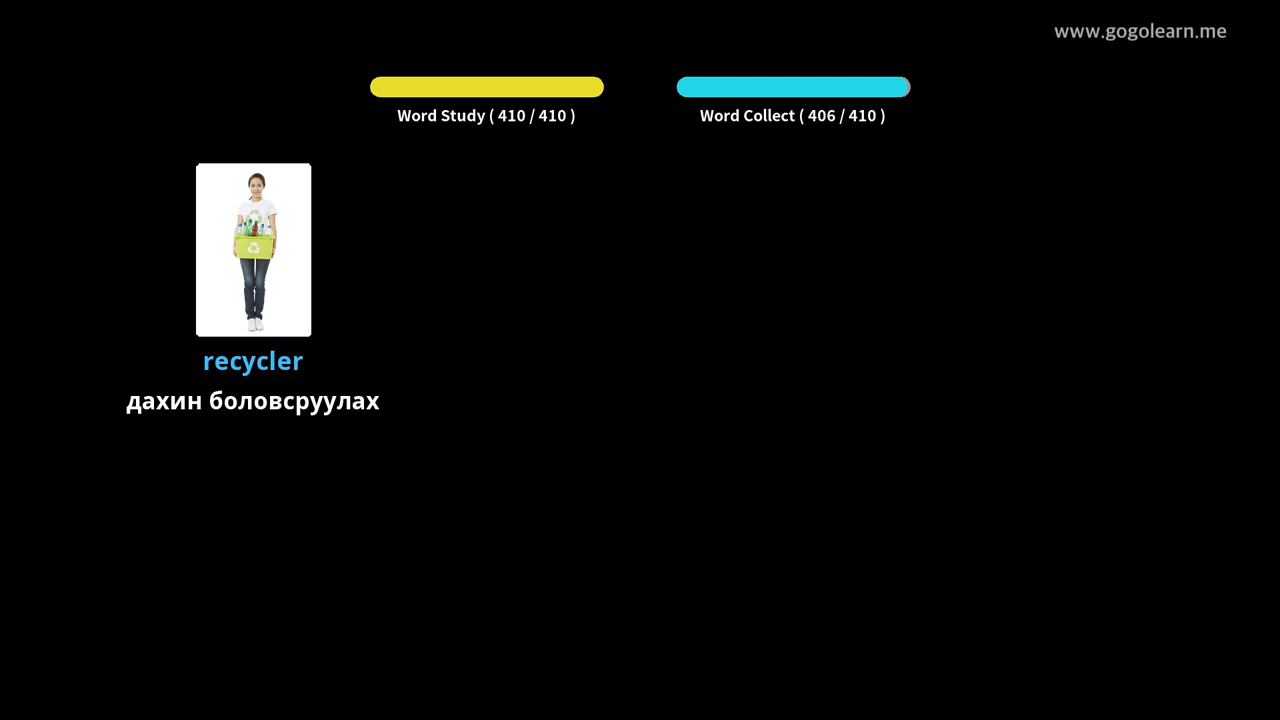 www.gogolearn.me
Word Study ( 410 / 410 )
Word Collect ( 406 / 410 )
recycler
дахин боловсруулах